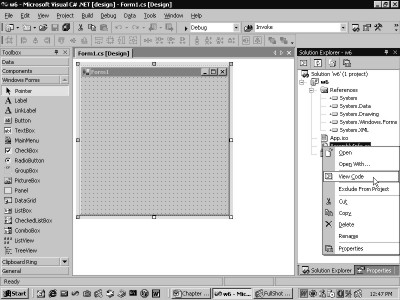 w6 - Microsoft Visual C# .NET [design] - Form1.cs [Design]
File Edit View Project Build Debug Data Tools Window Help
Debug
Invoke
Toolbox
Data
Components
Windows Forms
Pointer
Label
LinkLabel
Button
TextBox
MainMenu
CheckBox
RadioButton
GroupBox
PictureBox
Panel
DataGrid
ListBox
CheckedListBox
ComboBox
ListView
TreeView
Clipboard Ring
General
Form1.cs [Design]
Form1
Solution Explorer - w6
Solution 'w6' (1 project)
w6
References
System
System.Data
System.Drawing
System.Windows.Forms
System.XML
App.ico
Open
Open With...
View Code
Exclude From Project
Cut
Copy
Delete
Rename
Properties
Solution Explorer
Properties
Ready
Start
Chapter ...
w6 - Mic...
FullShot ...
12:47 PM